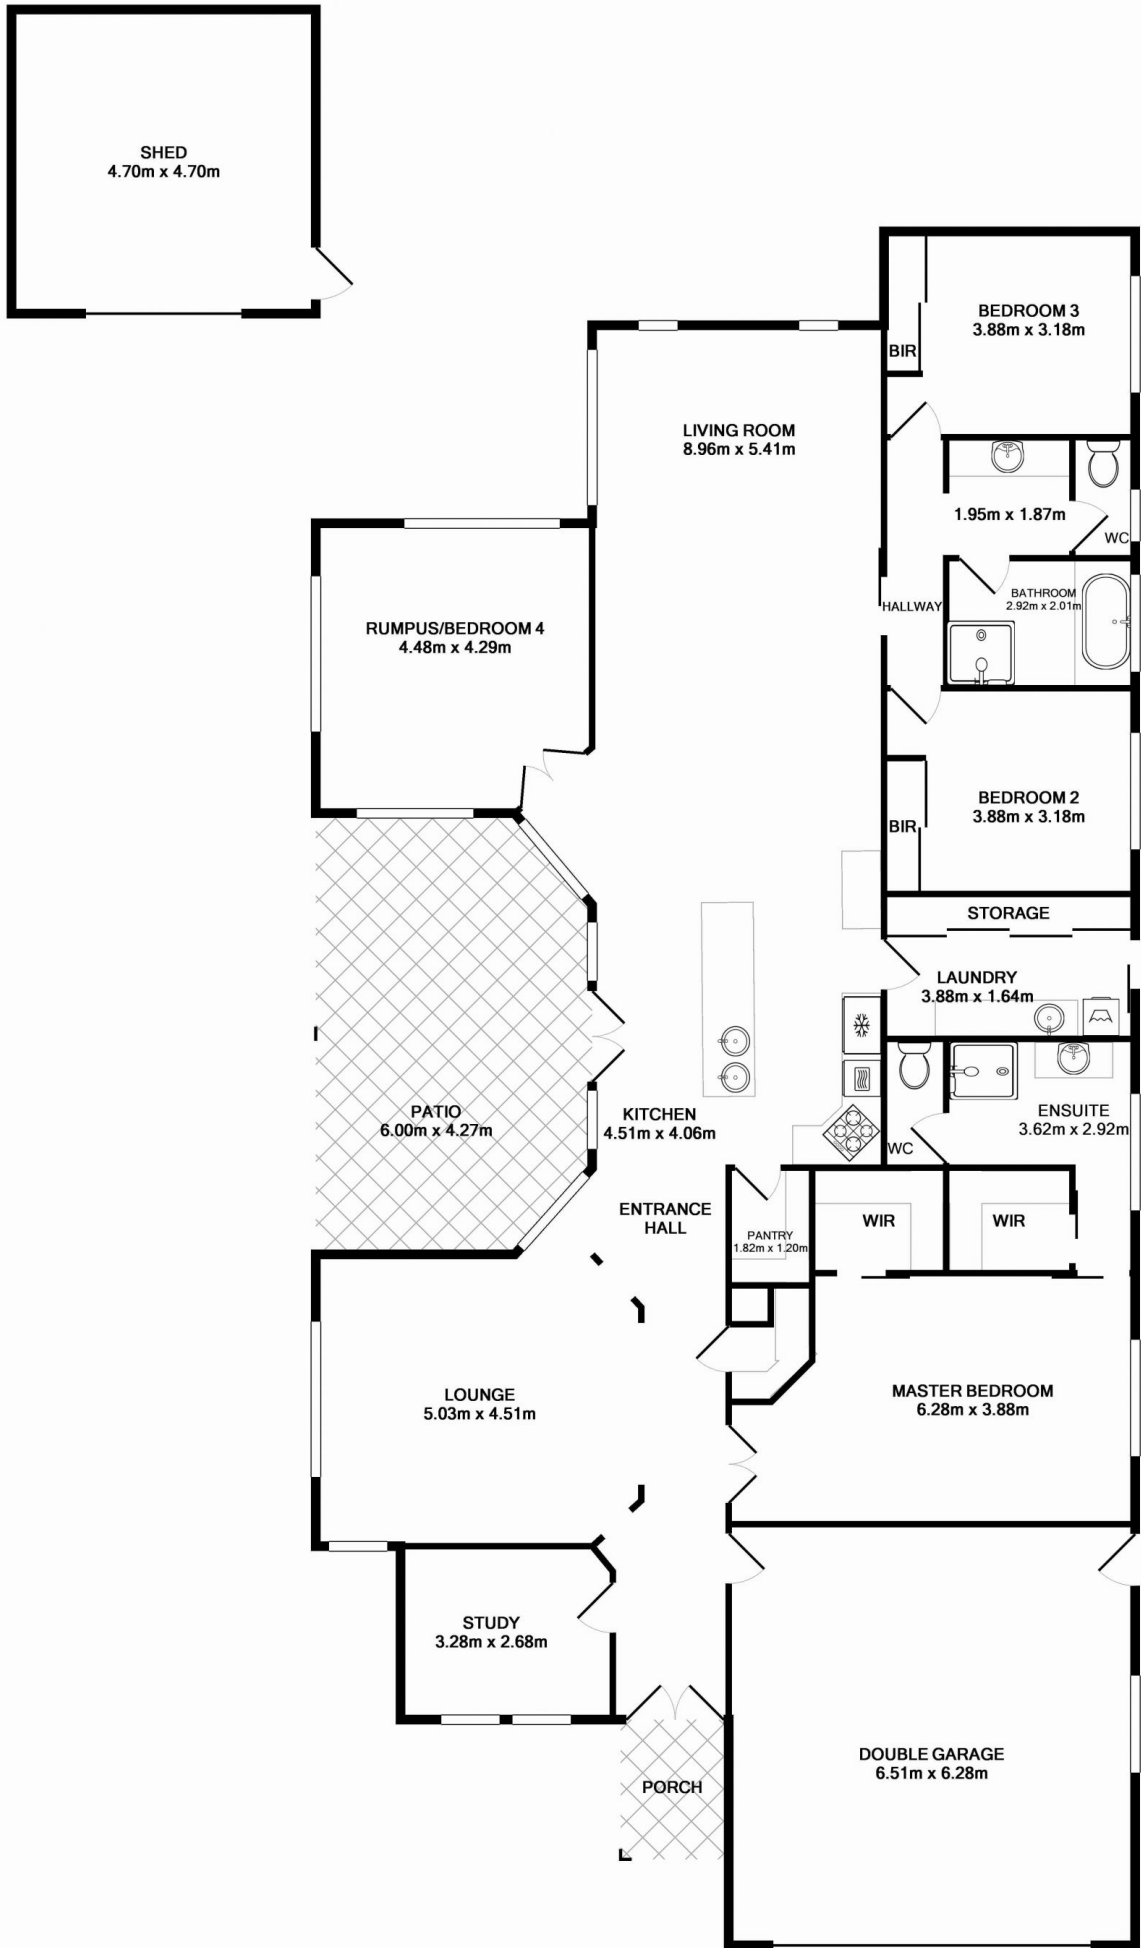 SHED
4.70m x 4.70m
BEDROOM 3
3.88m x 3.18m
BIR
LIVING ROOM
8.96m x 5.41m
1.95m x 1.87m
WC
BATHROOM
2.92m x 2.01m
HALLWAY
RUMPUS/BEDROOM 4
4.48m x 4.29m
BEDROOM 2
3.88m x 3.18m
BIR
STORAGE
LAUNDRY
3.88m x 1.64m
PATIO
6.00m x 4.27m
KITCHEN
4.51m x 4.06m
WC
ENSUITE
3.62m x 2.92m
ENTRANCE
HALL
PANTRY
1.82m x 1.20m
WIR
WIR
LOUNGE
5.03m x 4.51m
MASTER BEDROOM
6.28m x 3.88m
STUDY
3.28m x 2.68m
DOUBLE GARAGE
6.51m x 6.28m
PORCH